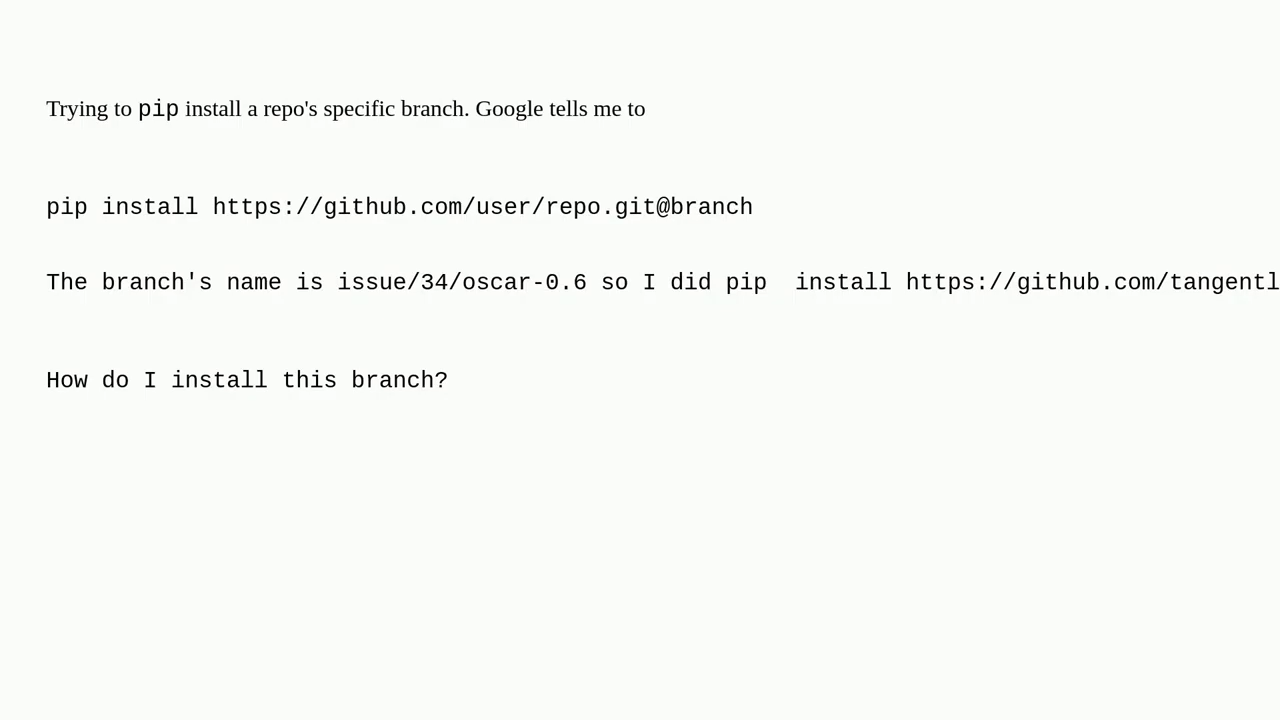 Trying to pip install a repo's specific branch. Google tells me to
pip install https://github.com/user/repo.git@branch
The branch's name is issue/34/oscar-0.6 so I did pip  install https://github.com/tangentl
How do I install this branch?